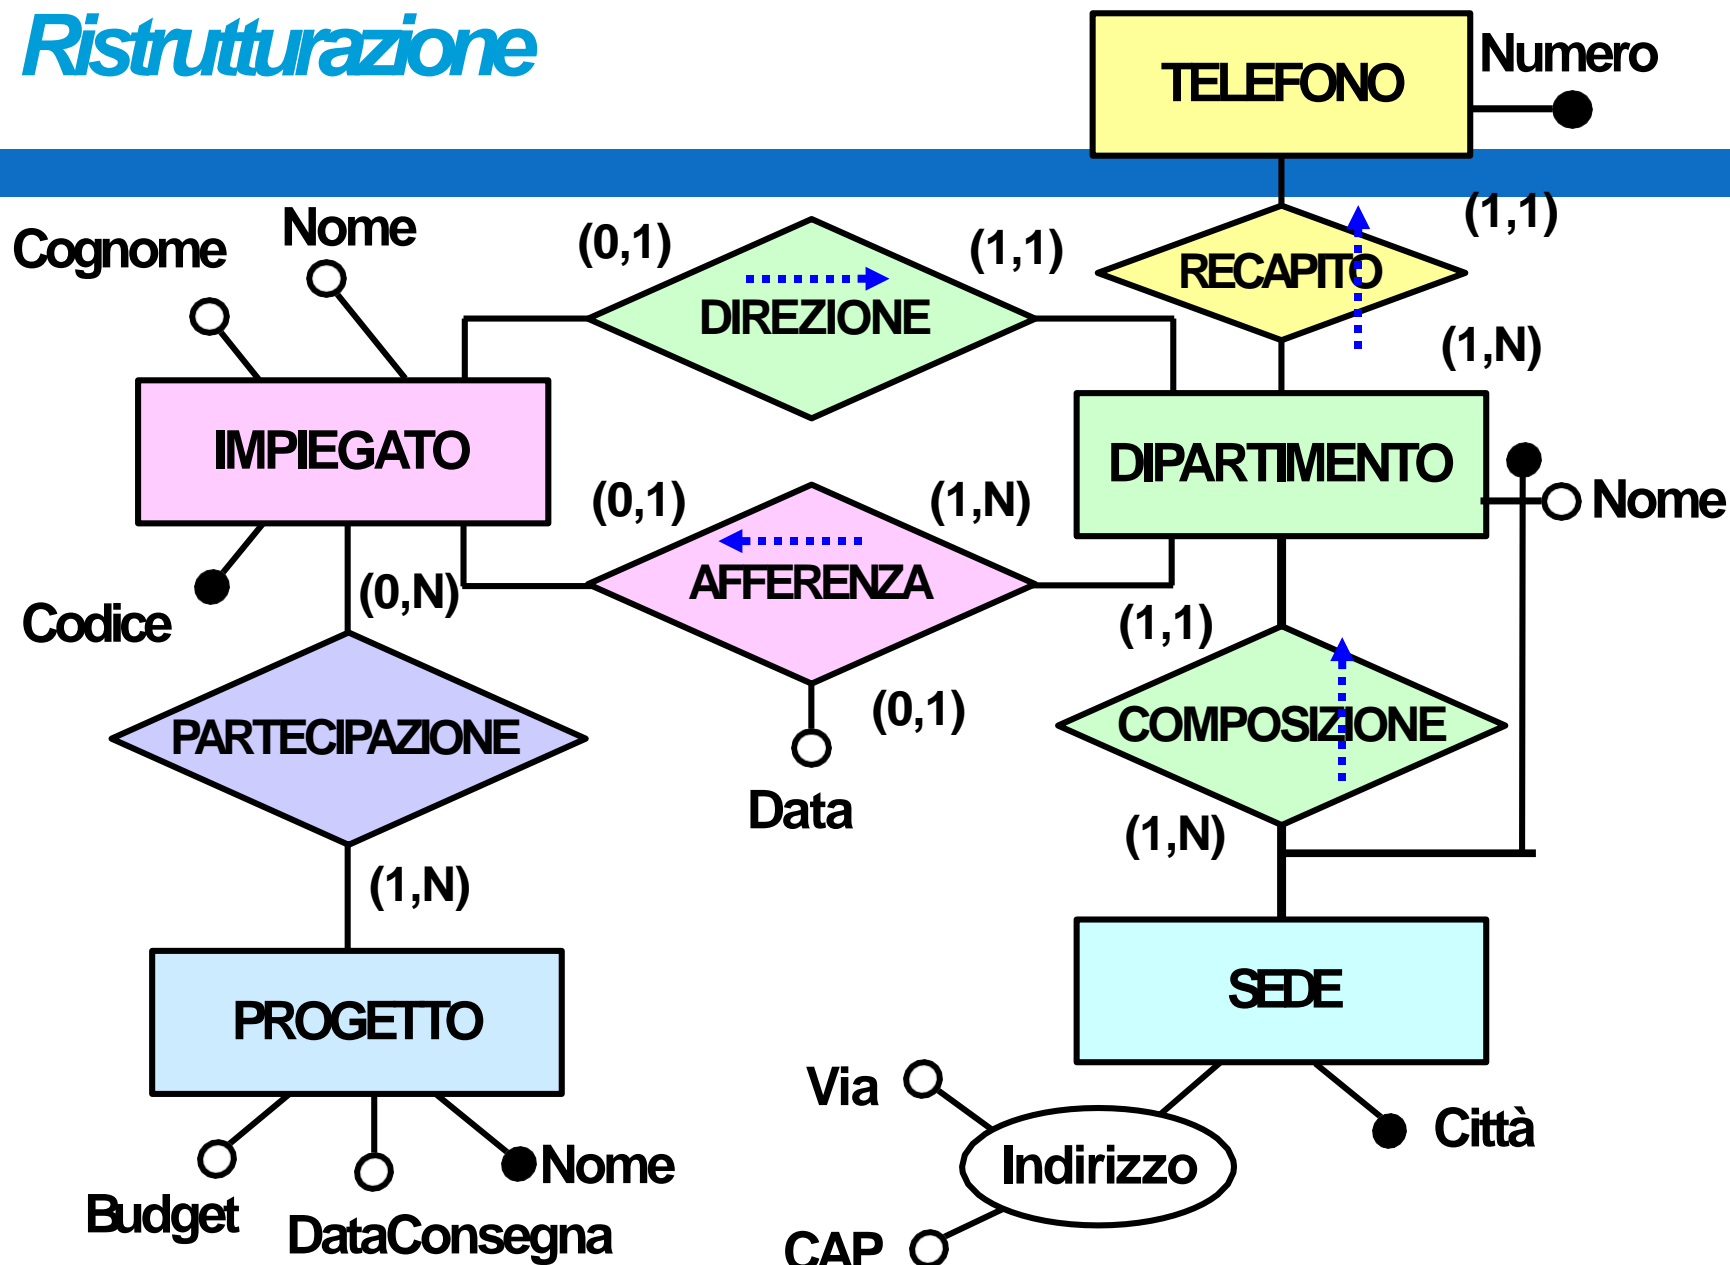 Ristrutturazione
TELEFONO
Numero
Cognome
Nome
(0,1)
(1,1)
(1,1)
RECAPITO
DIREZIONE
(1,N)
IMPIEGATO
DIPARTIMENTO
(0,1)
(1,N)
Nome
AFFERENZA
Codice
(0,N)
(1,1)
(0,1)
PARTECIPAZIONE
COMPOSIZIONE
Data
(1,N)
(1,N)
PROGETTO
SEDE
Via
Città
Indirizzo
Nome
Budget
DataConsegna
CAP